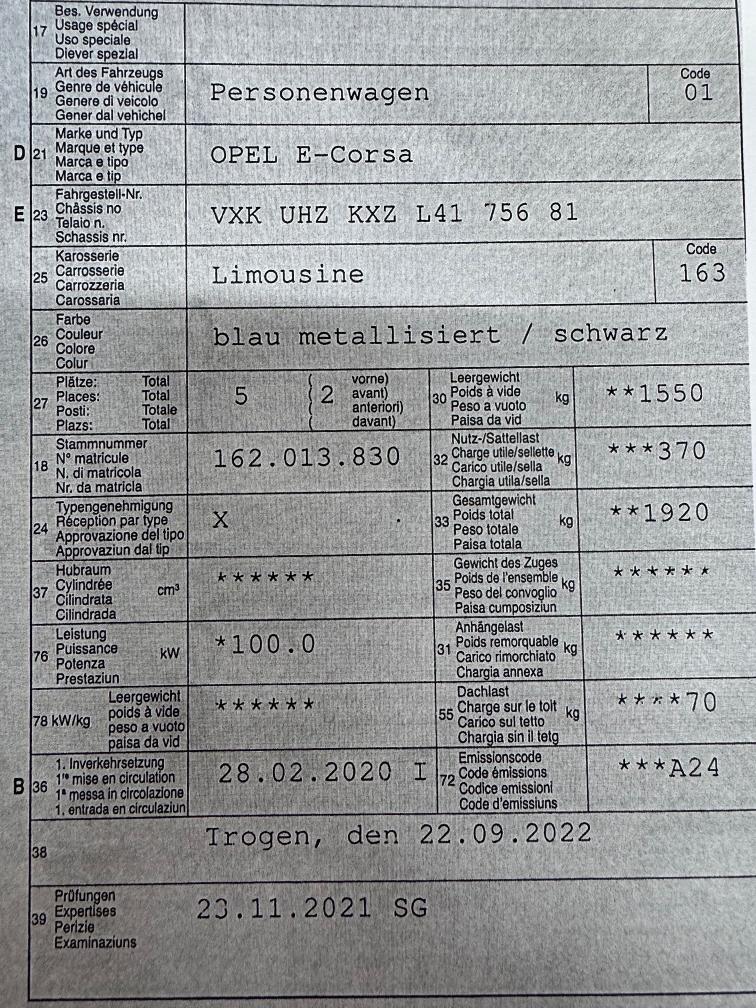 17 Bes. Verwendung
Usage spécial
Uso speciale
Diever spezial
19 Art des Fahrzeugs
Genre de véhicule
Genere di veicolo
Gener dal vehichel
Personenwagen
Code
01
D 21 Marke und Typ
Marque et type
Marca e tipo
Marca e tip
OPEL E-Corsa
E 23 Fahrgestell-Nr.
Châssis no
Telaio n.
Schassis nr.
VXK UHZ KXZ L41 756 81
25 Karosserie
Carrosserie
Carrozzeria
Carossaria
Limousine
Code
163
26 Farbe
Couleur
Colore
Colur
blau metallisiert / schwarz
27 Plätze: Total
Places: Total
Posti: Totale
Plazs: Total
5 ( 2 vorne)
avant)
anteriori)
davant)
30 Leergewicht
Poids à vide
Peso a vuoto
Paisa da vid
kg
**1550
18 Stammnummer
N° matricule
N. di matricola
Nr. da matricla
162.013.830
32 Nutz-/Sattellast
Charge utile/sellette
Carico utile/sella
Chargia utila/sella
kg
***370
24 Typengenehmigung
Réception par type
Approvazione del tipo
Approvaziun dal tip
X
33 Gesamtgewicht
Poids total
Peso totale
Paisa totala
kg
**1920
37 Hubraum
Cylindrée
Cilindrata
Cilindrada
cm³
******
35 Gewicht des Zuges
Poids de l'ensemble
Peso del convoglio
Paisa cumposiziun
kg
******
76 Leistung
Puissance
Potenza
Prestaziun
kW
*100.0
31 Anhängelast
Poids remorquable
Carico rimorchiato
Chargia annexa
kg
******
78 kW/kg Leergewicht
poids à vide
peso a vuoto
paisa da vid
******
55 Dachlast
Charge sur le toit
Carico sul tetto
Chargia sin il tetg
kg
****70
B 36 1. Inverkehrsetzung
1re mise en circulation
1a messa in circolazione
1. entrada en circulaziun
28.02.2020 I
72 Emissionscode
Code émissions
Codice emissioni
Code d'emissiuns
***A24
38 Trogen, den 22.09.2022
39 Prüfungen
Expertises
Perizie
Examinaziuns
23.11.2021 SG